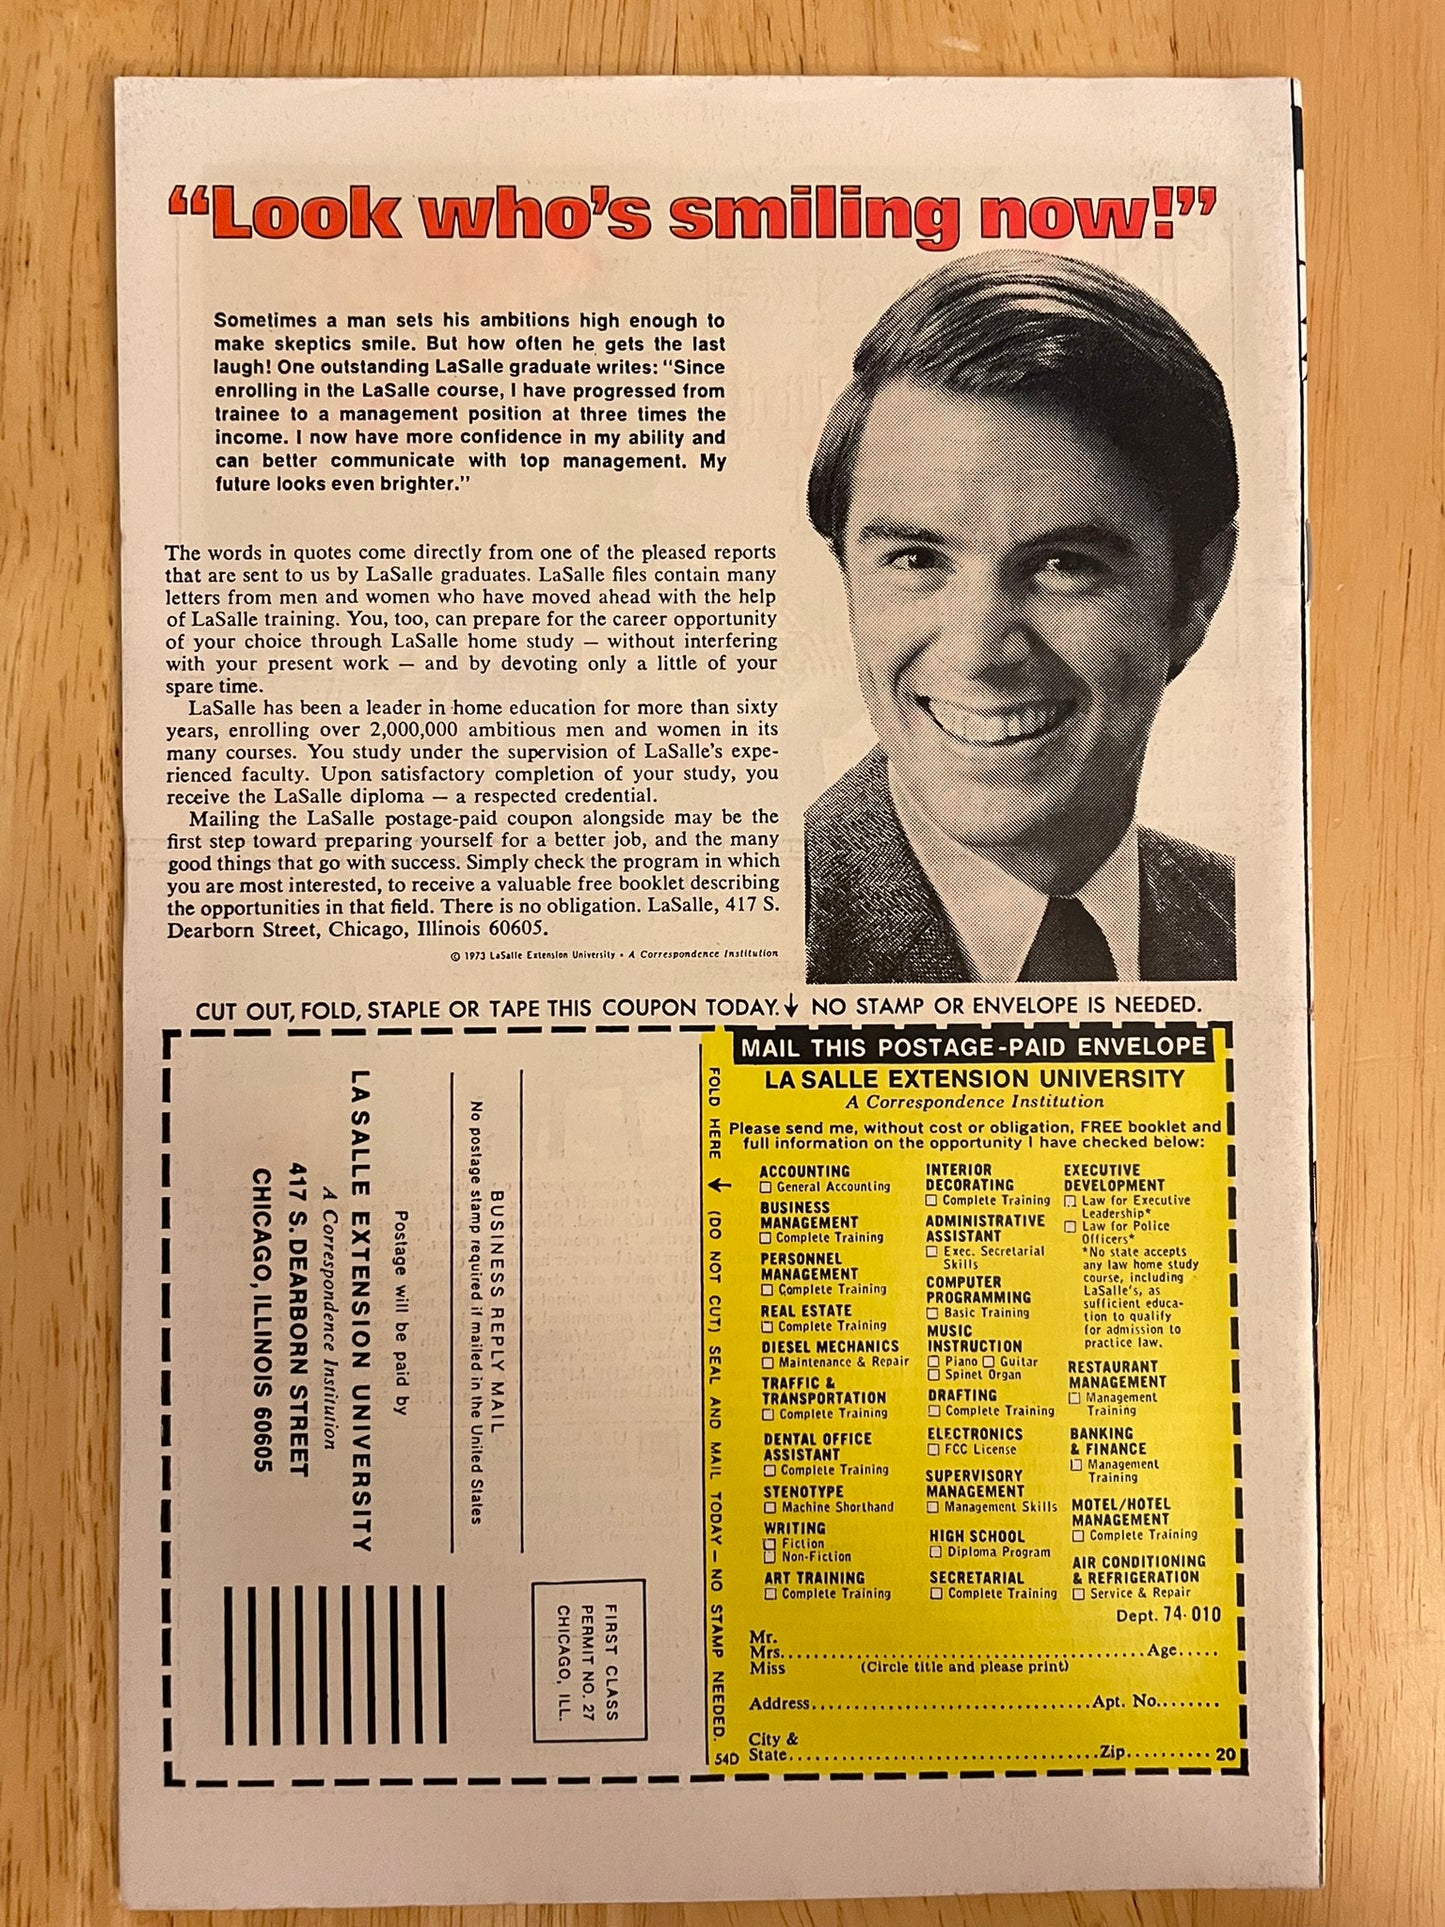 “Look who’s smiling now!”
Sometimes a man sets his ambitions high enough to
make skeptics smile. But how often he gets the last
laugh! One outstanding LaSalle graduate writes: “Since
enrolling in the LaSalle course, I have progressed from
trainee to a management position at three times the
income. I now have more confidence in my ability and
can better communicate with top management. My
future looks even brighter.”
The words in quotes come directly from one of the pleased reports
that are sent to us by LaSalle graduates. LaSalle files contain many
letters from men and women who have moved ahead with the help
of LaSalle training. You, too, can prepare for the career opportunity
of your choice through LaSalle home study — without interfering
with your present work — and by devoting only a little of your
spare time.
LaSalle has been a leader in home education for more than sixty
years, enrolling over 2,000,000 ambitious men and women in its
many courses. You study under the supervision of LaSalle’s expe-
rienced faculty. Upon satisfactory completion of your study, you
receive the LaSalle diploma — a respected credential.
Mailing the LaSalle postage-paid coupon alongside may be the
first step toward preparing yourself for a better job, and the many
good things that go with success. Simply check the program in which
you are most interested, to receive a valuable free booklet describing
the opportunities in that field. There is no obligation. LaSalle, 417 S.
Dearborn Street, Chicago, Illinois 60605.
© 1973 LaSalle Extension University • A Correspondence Institution
CUT OUT, FOLD, STAPLE OR TAPE THIS COUPON TODAY.↓ NO STAMP OR ENVELOPE IS NEEDED.
FIRST CLASS
PERMIT NO. 27
CHICAGO, ILL.
BUSINESS REPLY MAIL
No postage stamp required if mailed in the United States
Postage will be paid by
LA SALLE EXTENSION UNIVERSITY
A Correspondence Institution
417 S. DEARBORN STREET
CHICAGO, ILLINOIS 60605
FOLD HERE ↓ (DO NOT CUT) SEAL AND MAIL TODAY — NO STAMP NEEDED.
MAIL THIS POSTAGE-PAID ENVELOPE
LA SALLE EXTENSION UNIVERSITY
A Correspondence Institution
Please send me, without cost or obligation, FREE booklet and
full information on the opportunity I have checked below:
ACCOUNTING
☐ General Accounting
BUSINESS
MANAGEMENT
☐ Complete Training
PERSONNEL
MANAGEMENT
☐ Complete Training
REAL ESTATE
☐ Complete Training
DIESEL MECHANICS
☐ Maintenance & Repair
TRAFFIC &
TRANSPORTATION
☐ Complete Training
DENTAL OFFICE
ASSISTANT
☐ Complete Training
STENOTYPE
☐ Machine Shorthand
WRITING
☐ Fiction
☐ Non-Fiction
ART TRAINING
☐ Complete Training
INTERIOR
DECORATING
☐ Complete Training
ADMINISTRATIVE
ASSISTANT
☐ Exec. Secretarial
Skills
COMPUTER
PROGRAMMING
☐ Basic Training
MUSIC
INSTRUCTION
☐ Piano ☐ Guitar
☐ Spinet Organ
DRAFTING
☐ Complete Training
ELECTRONICS
☐ FCC License
SUPERVISORY
MANAGEMENT
☐ Management Skills
HIGH SCHOOL
☐ Diploma Program
SECRETARIAL
☐ Complete Training
EXECUTIVE
DEVELOPMENT
☐ Law for Executive
Leadership*
☐ Law for Police
Officers*
*No state accepts
any law home study
course, including
LaSalle's, as
sufficient educa-
tion to qualify
for admission to
practice law.
RESTAURANT
MANAGEMENT
☐ Management
Training
BANKING
& FINANCE
☐ Management
Training
MOTEL/HOTEL
MANAGEMENT
☐ Complete Training
AIR CONDITIONING
& REFRIGERATION
☐ Service & Repair
Dept. 74-010
Mr.
Mrs. Age
Miss (Circle title and please print)
Address Apt. No.
City &
54D State Zip 20